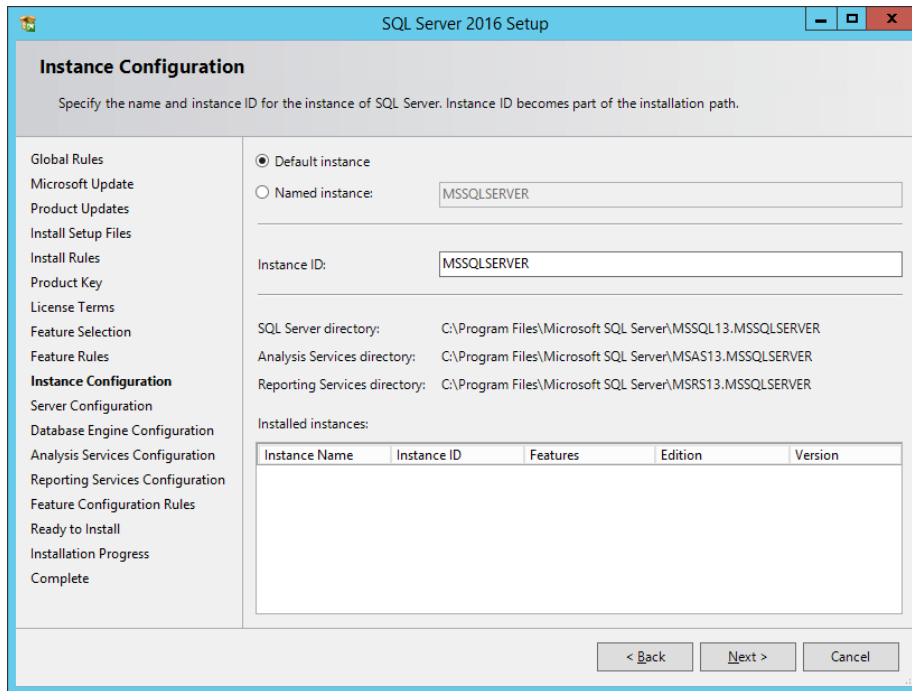 SQL Server 2016 Setup
Instance Configuration
Specify the name and instance ID for the instance of SQL Server. Instance ID becomes part of the installation path.
Global Rules
Microsoft Update
Product Updates
Install Setup Files
Install Rules
Product Key
License Terms
Feature Selection
Feature Rules
Instance Configuration
Server Configuration
Database Engine Configuration
Analysis Services Configuration
Reporting Services Configuration
Feature Configuration Rules
Ready to Install
Installation Progress
Complete
Default instance
Named instance: MSSQLSERVER
Instance ID: MSSQLSERVER
SQL Server directory: C:\Program Files\Microsoft SQL Server\MSSQL13.MSSQLSERVER
Analysis Services directory: C:\Program Files\Microsoft SQL Server\MSAS13.MSSQLSERVER
Reporting Services directory: C:\Program Files\Microsoft SQL Server\MSRS13.MSSQLSERVER
Installed instances:
Instance Name Instance ID Features Edition Version
< Back Next > Cancel